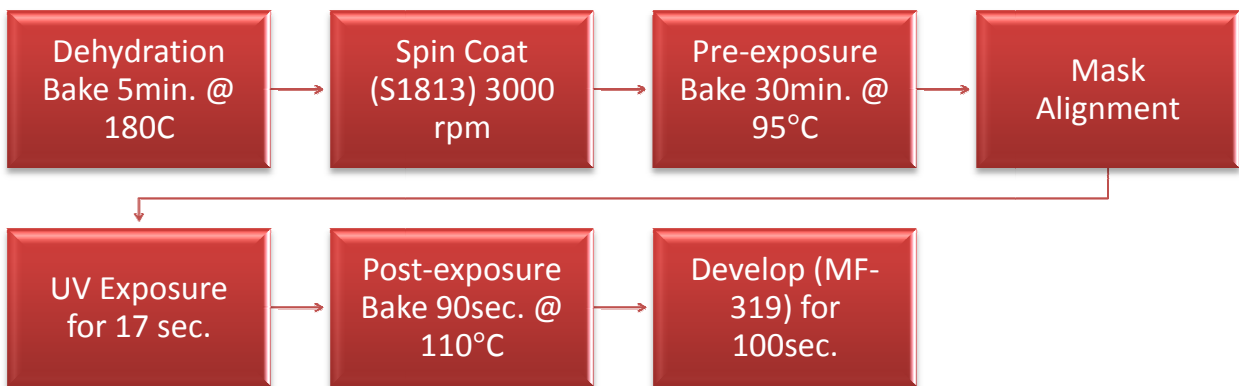 Dehydration
Bake 5min. @
180C
Spin Coat
(S1813) 3000
rpm
Pre-exposure
Bake 30min. @
95°C
Mask
Alignment
UV Exposure
for 17 sec.
Post-exposure
Bake 90sec. @
110°C
Develop (MF-
319) for
100sec.